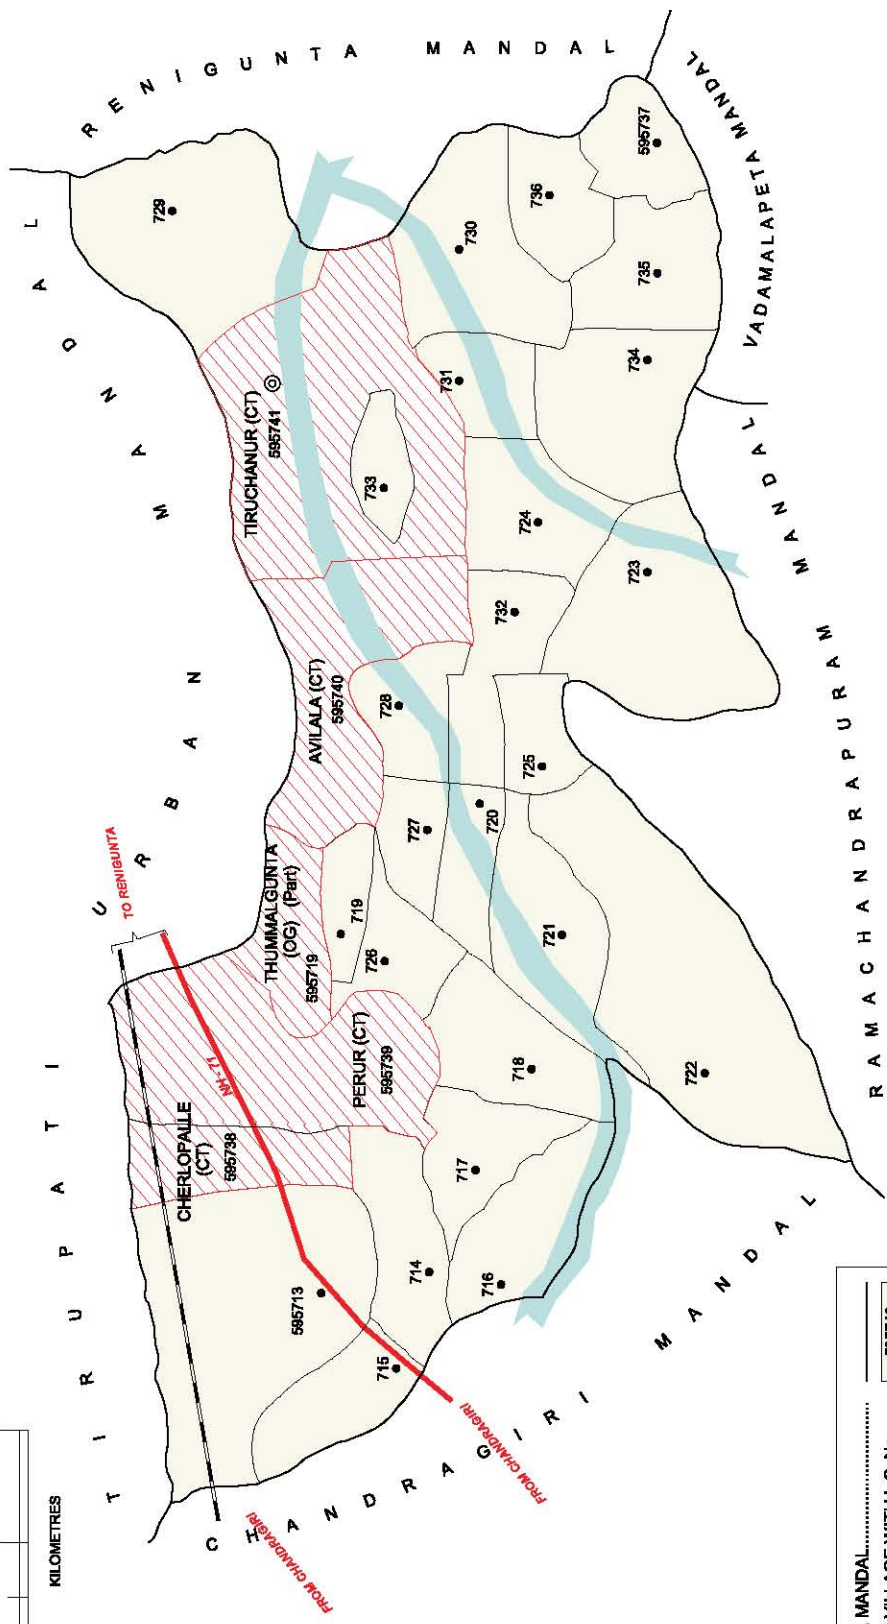 TIRUPATI URBAN MANDAL
RENIGUNTA MANDAL
VADAMALAPETA MANDAL
RAMACHANDRAPURAM MANDAL
CHANDRAGIRI MANDAL
TO RENIGUNTA
NH-71
FROM CHANDRAGIRI
FROM CHANDRAGIRI
CHERLOPALLE
(CT)
595738
PERUR (CT)
595739
THUMMALGUNTA
(OG) (Part)
595719
AVILALA (CT)
595740
TIRUCHANUR (CT)
595741
595713
715
714
716
717
718
719
726
727
720
721
722
725
728
732
724
723
733
731
730
729
736
734
735
595737
KILOMETRES
MANDAL